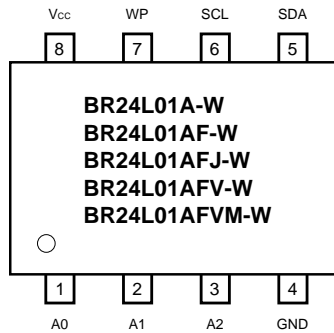 Vcc WP SCL SDA
8 7 6 5
BR24L01A-W
BR24L01AF-W
BR24L01AFJ-W
BR24L01AFV-W
BR24L01AFVM-W
1 2 3 4
A0 A1 A2 GND